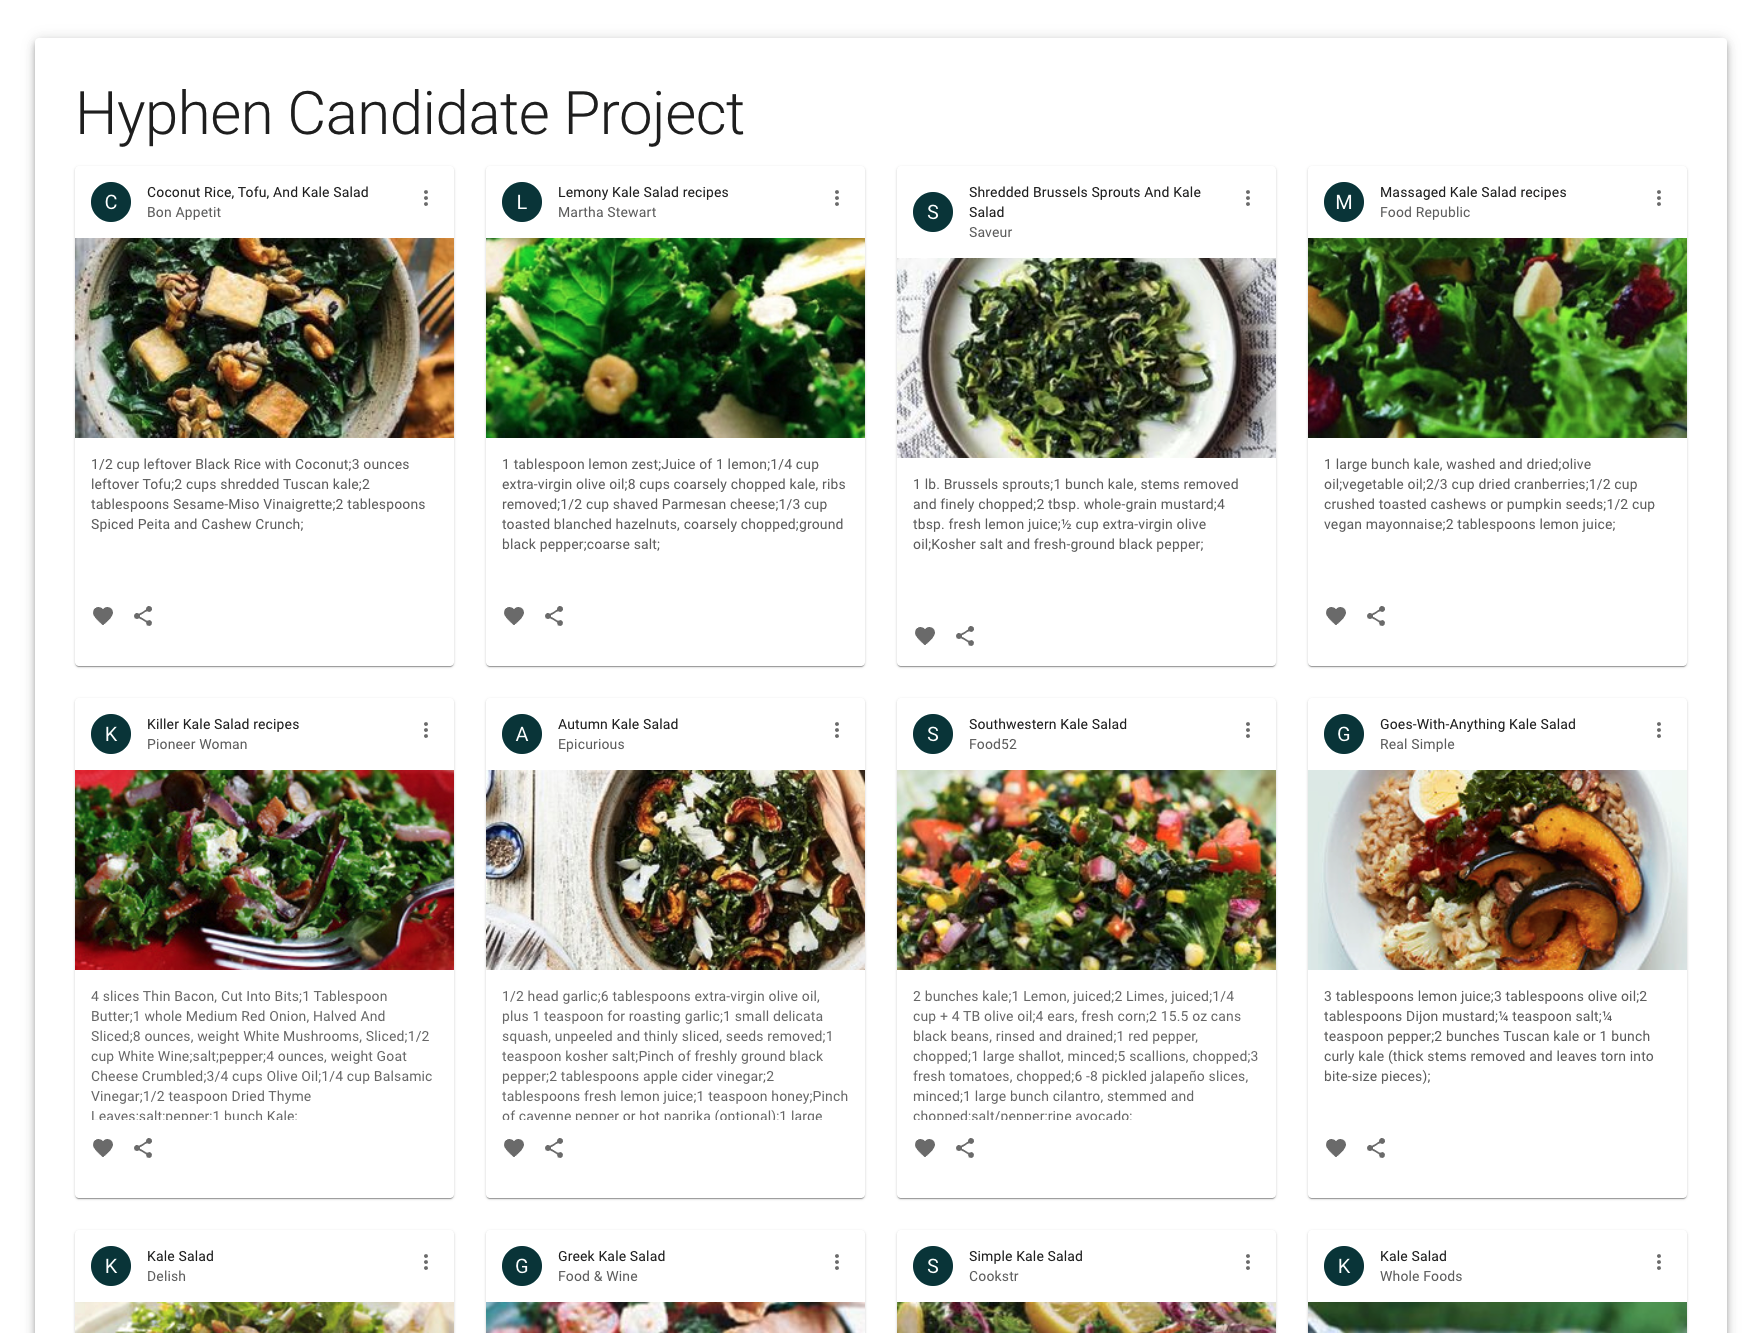 Hyphen Candidate Project
C
Coconut Rice, Tofu, And Kale Salad
Bon Appetit
1/2 cup leftover Black Rice with Coconut;3 ounces
leftover Tofu;2 cups shredded Tuscan kale;2
tablespoons Sesame-Miso Vinaigrette;2 tablespoons
Spiced Peita and Cashew Crunch;
L
Lemony Kale Salad recipes
Martha Stewart
1 tablespoon lemon zest;Juice of 1 lemon;1/4 cup
extra-virgin olive oil;8 cups coarsely chopped kale, ribs
removed;1/2 cup shaved Parmesan cheese;1/3 cup
toasted blanched hazelnuts, coarsely chopped;ground
black pepper;coarse salt;
S
Shredded Brussels Sprouts And Kale
Salad
Saveur
1 lb. Brussels sprouts;1 bunch kale, stems removed
and finely chopped;2 tbsp. whole-grain mustard;4
tbsp. fresh lemon juice;½ cup extra-virgin olive
oil;Kosher salt and fresh-ground black pepper;
M
Massaged Kale Salad recipes
Food Republic
1 large bunch kale, washed and dried;olive
oil;vegetable oil;2/3 cup dried cranberries;1/2 cup
crushed toasted cashews or pumpkin seeds;1/2 cup
vegan mayonnaise;2 tablespoons lemon juice;
K
Killer Kale Salad recipes
Pioneer Woman
4 slices Thin Bacon, Cut Into Bits;1 Tablespoon
Butter;1 whole Medium Red Onion, Halved And
Sliced;8 ounces, weight White Mushrooms, Sliced;1/2
cup White Wine;salt;pepper;4 ounces, weight Goat
Cheese Crumbled;3/4 cups Olive Oil;1/4 cup Balsamic
Vinegar;1/2 teaspoon Dried Thyme
Leaves;salt;pepper;1 bunch Kale;
A
Autumn Kale Salad
Epicurious
1/2 head garlic;6 tablespoons extra-virgin olive oil,
plus 1 teaspoon for roasting garlic;1 small delicata
squash, unpeeled and thinly sliced, seeds removed;1
teaspoon kosher salt;Pinch of freshly ground black
pepper;2 tablespoons apple cider vinegar;2
tablespoons fresh lemon juice;1 teaspoon honey;Pinch
of cayenne pepper or hot paprika (optional);1 large
S
Southwestern Kale Salad
Food52
2 bunches kale;1 Lemon, juiced;2 Limes, juiced;1/4
cup + 4 TB olive oil;4 ears, fresh corn;2 15.5 oz cans
black beans, rinsed and drained;1 red pepper,
chopped;1 large shallot, minced;5 scallions, chopped;3
fresh tomatoes, chopped;6 -8 pickled jalapeño slices,
minced;1 large bunch cilantro, stemmed and
chopped;salt/pepper;ripe avocado;
G
Goes-With-Anything Kale Salad
Real Simple
3 tablespoons lemon juice;3 tablespoons olive oil;2
tablespoons Dijon mustard;¼ teaspoon salt;¼
teaspoon pepper;2 bunches Tuscan kale or 1 bunch
curly kale (thick stems removed and leaves torn into
bite-size pieces);
K
Kale Salad
Delish
G
Greek Kale Salad
Food & Wine
S
Simple Kale Salad
Cookstr
K
Kale Salad
Whole Foods